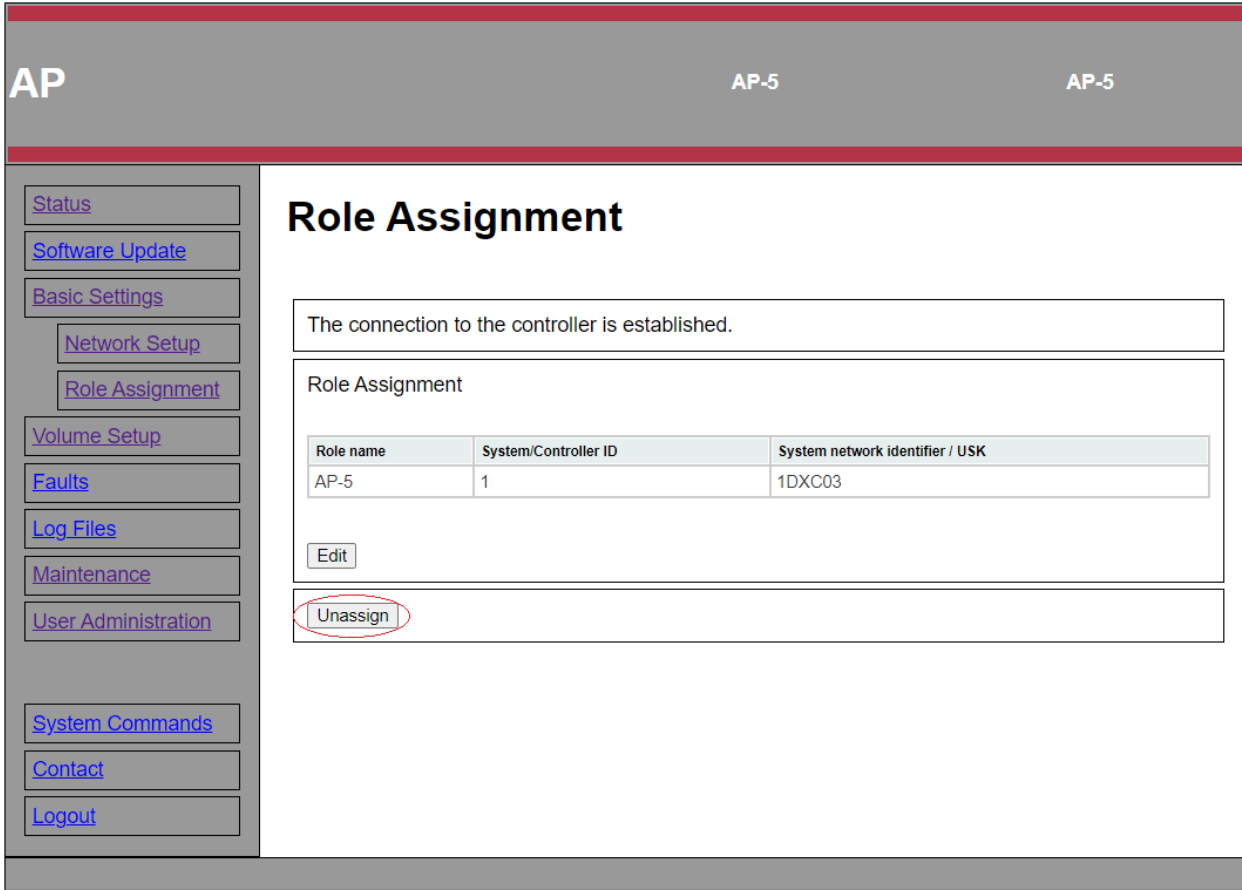 AP AP-5 AP-5
Status
Software Update
Basic Settings
Network Setup
Role Assignment
Volume Setup
Faults
Log Files
Maintenance
User Administration
System Commands
Contact
Logout
Role Assignment
The connection to the controller is established.
Role Assignment
Role name System/Controller ID System network identifier / USK
AP-5 1 1DXC03
Edit
Unassign